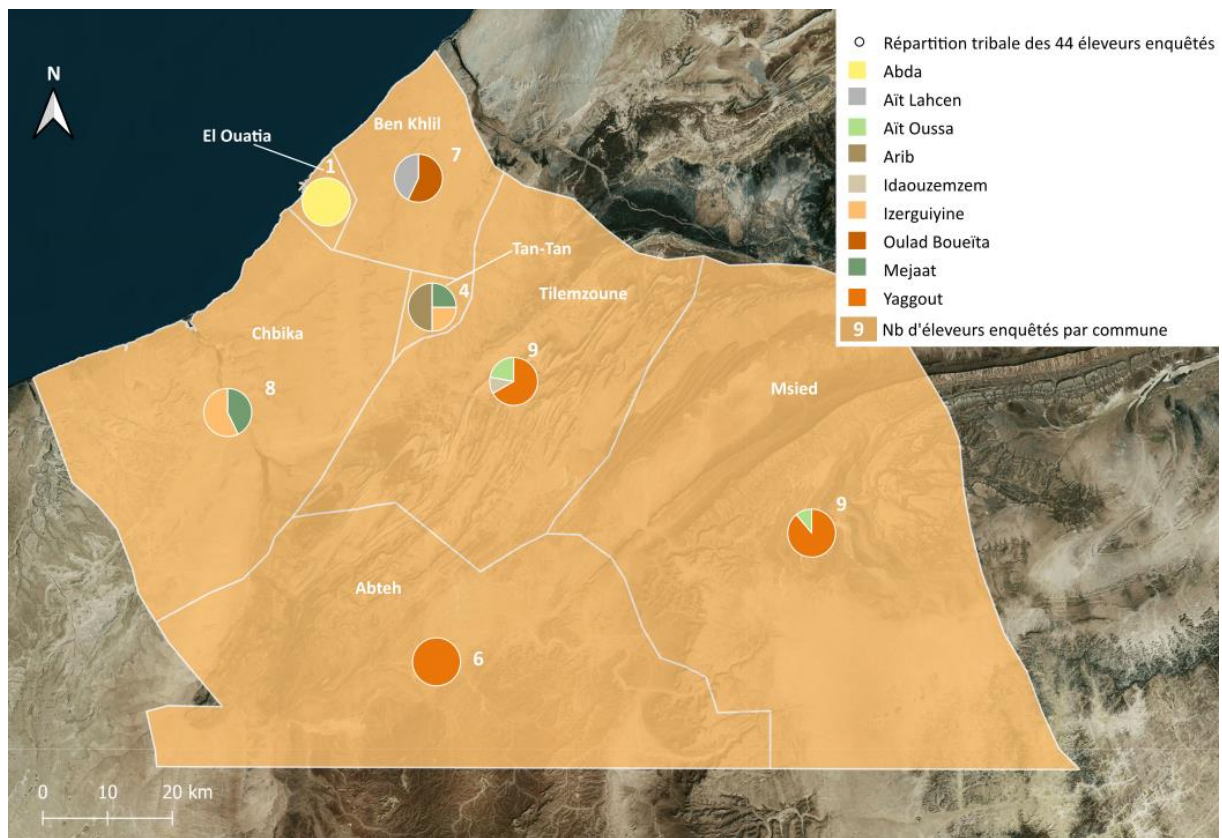 N
El Ouatia
1
Ben Khlil
7
Tan-Tan
4
Tilemzoune
9
Chbika
8
Msied
9
Abteh
6
0 10 20 km
Répartition tribale des 44 éleveurs enquêtés
Abda
Aït Lahcen
Aït Oussa
Arib
Idaouzemzem
Izerguiyine
Oulad Boueïta
Mejaat
Yaggout
9 Nb d'éleveurs enquêtés par commune